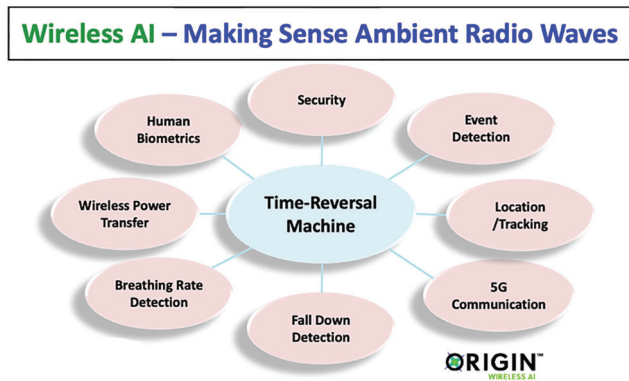 Wireless AI – Making Sense Ambient Radio Waves
Security
Human
Biometrics
Event
Detection
Wireless Power
Transfer
Time-Reversal
Machine
Location
/Tracking
Breathing Rate
Detection
5G
Communication
Fall Down
Detection
ORIGIN™
WIRELESS AI